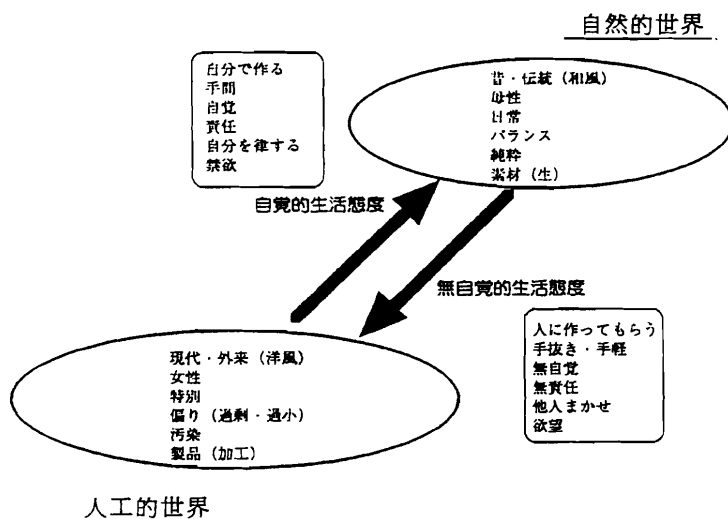 自然的世界
自分で作る
手間
自覚
責任
自分を律する
禁欲
昔・伝統（和風）
母性
日常
バランス
純粋
素材（生）
自覚的生活態度
無自覚的生活態度
人に作ってもらう
手抜き・手軽
無自覚
無責任
他人まかせ
欲望
現代・外来（洋風）
女性
特別
偏り（過剰・過小）
汚染
製品（加工）
人工的世界